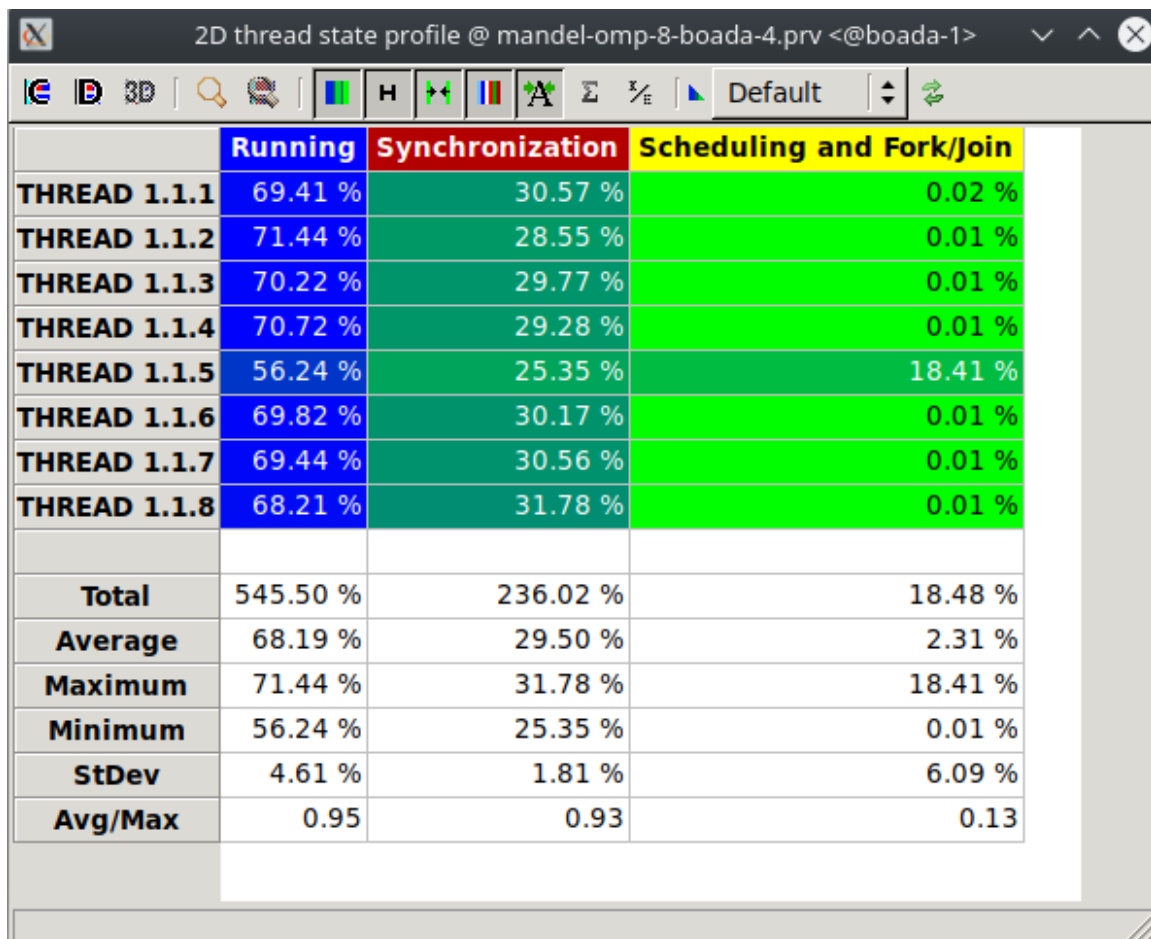 2D thread state profile @ mandel-omp-8-boada-4.prv <@boada-1>
3D H A Σ Default
Running Synchronization Scheduling and Fork/Join
THREAD 1.1.1 69.41 % 30.57 % 0.02 %
THREAD 1.1.2 71.44 % 28.55 % 0.01 %
THREAD 1.1.3 70.22 % 29.77 % 0.01 %
THREAD 1.1.4 70.72 % 29.28 % 0.01 %
THREAD 1.1.5 56.24 % 25.35 % 18.41 %
THREAD 1.1.6 69.82 % 30.17 % 0.01 %
THREAD 1.1.7 69.44 % 30.56 % 0.01 %
THREAD 1.1.8 68.21 % 31.78 % 0.01 %
Total 545.50 % 236.02 % 18.48 %
Average 68.19 % 29.50 % 2.31 %
Maximum 71.44 % 31.78 % 18.41 %
Minimum 56.24 % 25.35 % 0.01 %
StDev 4.61 % 1.81 % 6.09 %
Avg/Max 0.95 0.93 0.13